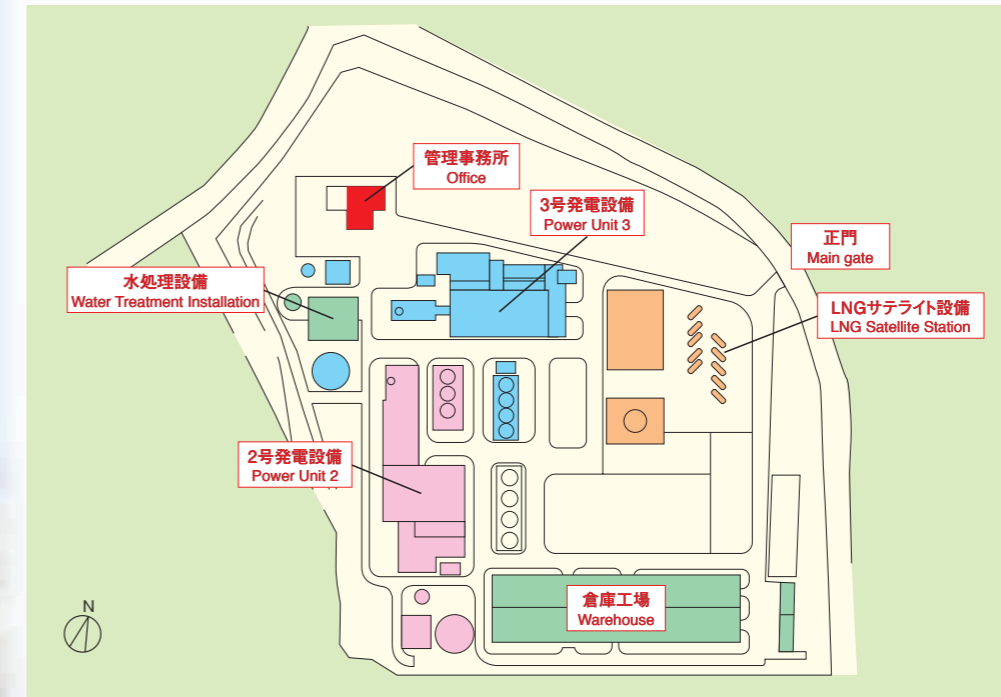 管理事務所
Office
3号発電設備
Power Unit 3
正門
Main gate
水処理設備
Water Treatment Installation
LNGサテライト設備
LNG Satellite Station
2号発電設備
Power Unit 2
倉庫工場
Warehouse
N